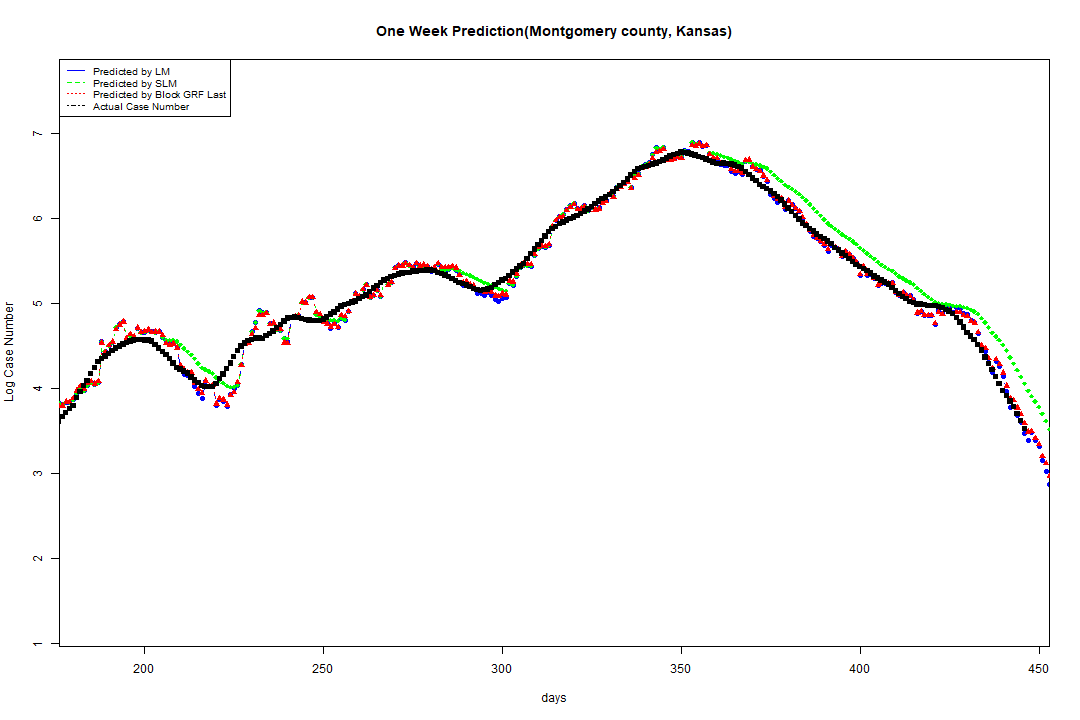 One Week Prediction(Montgomery county, Kansas)
Predicted by LM
Predicted by SLM
Predicted by Block GRF Last
Actual Case Number
7
6
5
4
3
2
1
Log Case Number
200 250 300 350 400 450
days